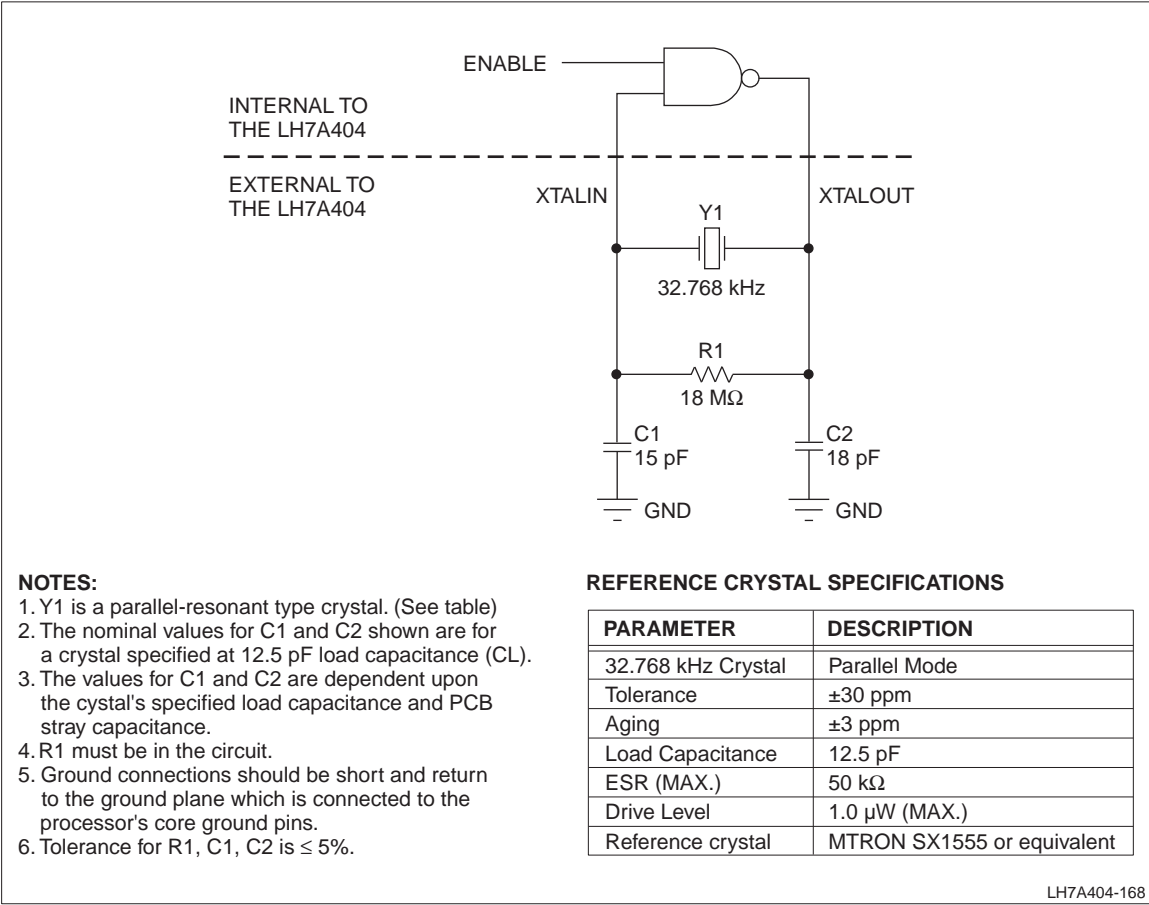 ENABLE
INTERNAL TO
THE LH7A404
EXTERNAL TO
THE LH7A404
XTALIN
XTALOUT
Y1
32.768 kHz
R1
18 MΩ
C1
15 pF
C2
18 pF
GND
GND
NOTES:
1. Y1 is a parallel-resonant type crystal. (See table)
2. The nominal values for C1 and C2 shown are for
a crystal specified at 12.5 pF load capacitance (CL).
3. The values for C1 and C2 are dependent upon
the cystal's specified load capacitance and PCB
stray capacitance.
4. R1 must be in the circuit.
5. Ground connections should be short and return
to the ground plane which is connected to the
processor's core ground pins.
6. Tolerance for R1, C1, C2 is ≤ 5%.
REFERENCE CRYSTAL SPECIFICATIONS
PARAMETER DESCRIPTION
32.768 kHz Crystal Parallel Mode
Tolerance ±30 ppm
Aging ±3 ppm
Load Capacitance 12.5 pF
ESR (MAX.) 50 kΩ
Drive Level 1.0 µW (MAX.)
Reference crystal MTRON SX1555 or equivalent
LH7A404-168